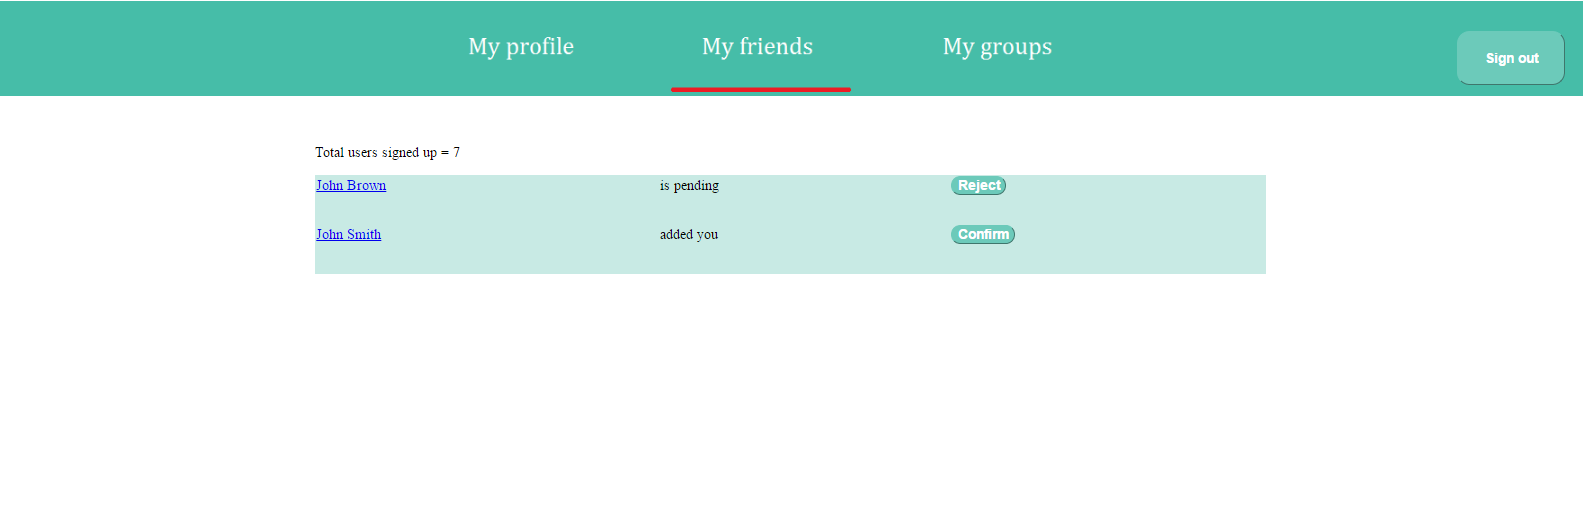 My profile My friends My groups Sign out
Total users signed up = 7
John Brown is pending Reject
John Smith added you Confirm